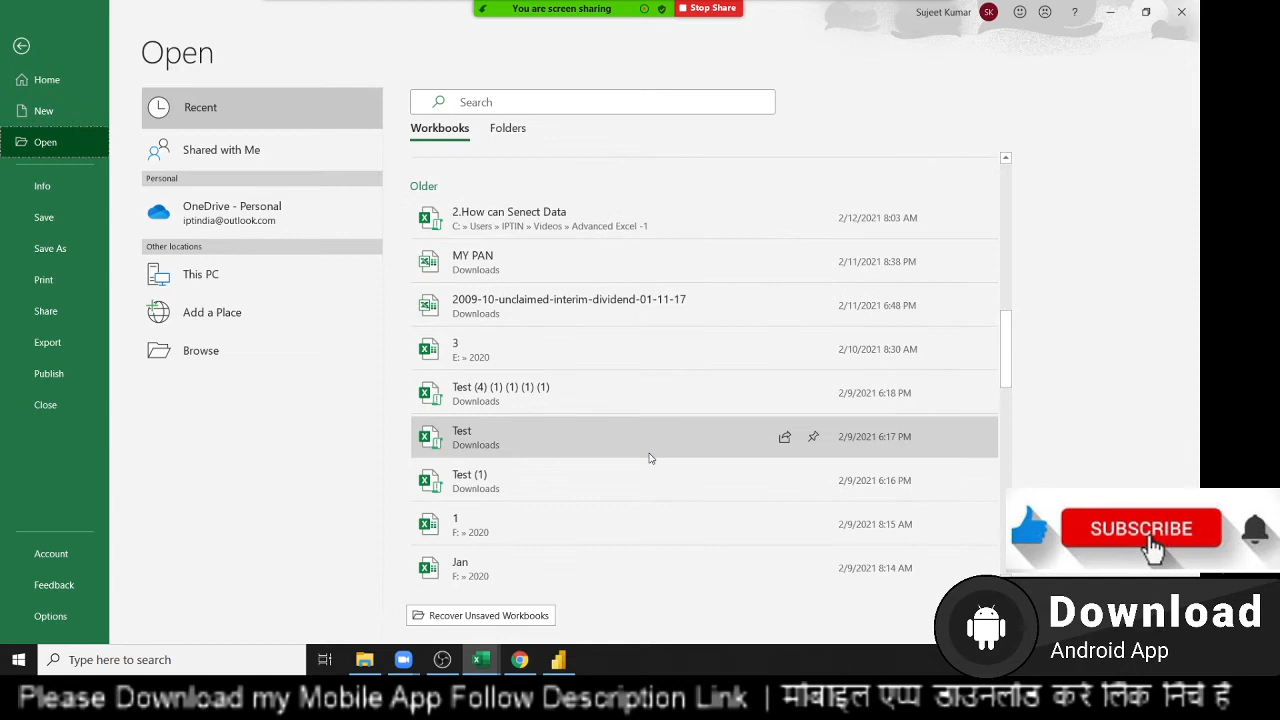 You are screen sharing
Stop Share
Sujeet Kumar
SK
?
Open
Home
New
Open
Info
Save
Save As
Print
Share
Export
Publish
Close
Account
Feedback
Options
Recent
Shared with Me
Personal
OneDrive - Personal
iptindia@outlook.com
Other locations
This PC
Add a Place
Browse
Search
Workbooks Folders
Older
2.How can Senect Data
C: » Users » IPTIN » Videos » Advanced Excel -1
2/12/2021 8:03 AM
MY PAN
Downloads
2/11/2021 8:38 PM
2009-10-unclaimed-interim-dividend-01-11-17
Downloads
2/11/2021 6:48 PM
3
E: » 2020
2/10/2021 8:30 AM
Test (4) (1) (1) (1) (1)
Downloads
2/9/2021 6:18 PM
Test
Downloads
2/9/2021 6:17 PM
Test (1)
Downloads
2/9/2021 6:16 PM
1
F: » 2020
2/9/2021 8:15 AM
Jan
F: » 2020
2/9/2021 8:14 AM
Recover Unsaved Workbooks
SUBSCRIBE
Download
Android App
Type here to search
Please Download my Mobile App Follow Description Link | मोबाइल एप्प डाउनलोड करे लिंक निचे है